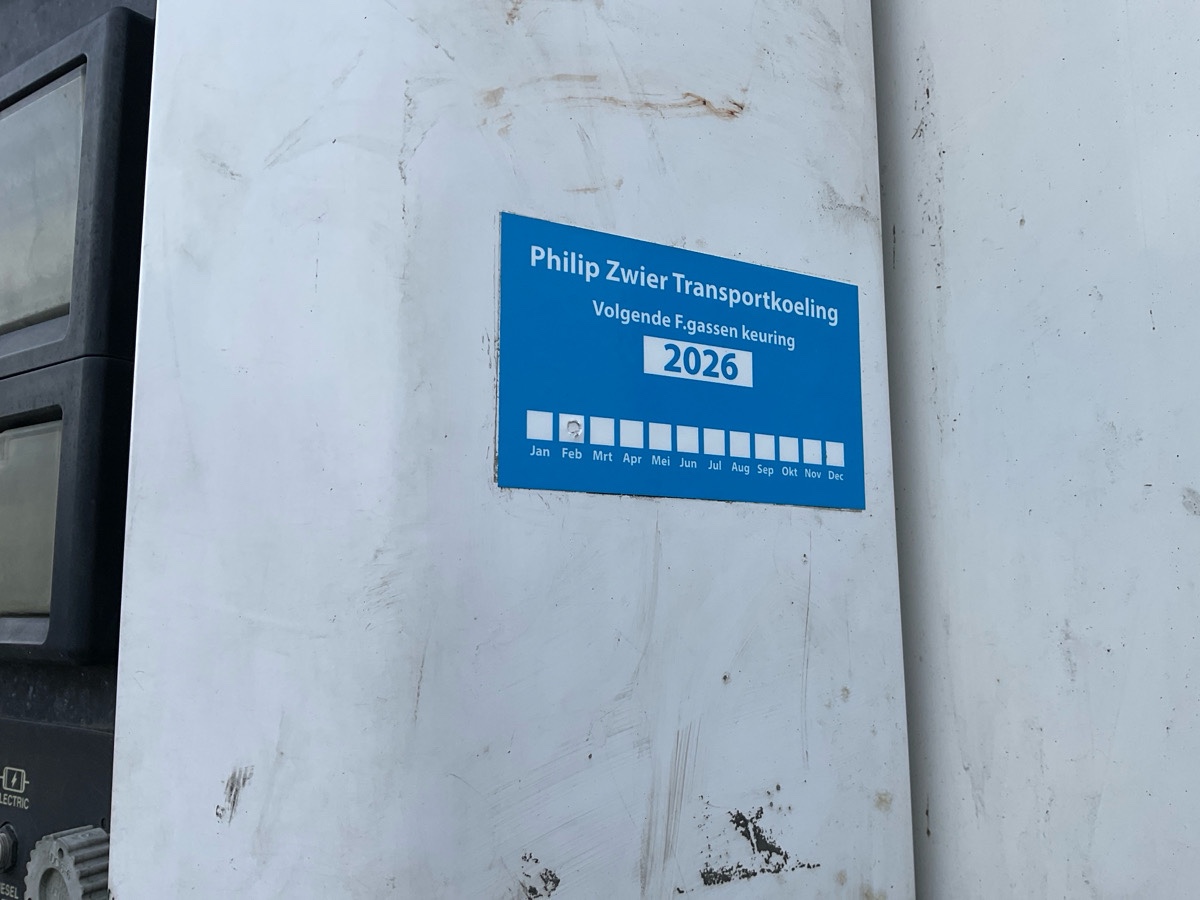 Philip Zwier Transportkoeling
Volgende F.gassen keuring
2026
Jan Feb Mrt Apr Mei Jun Jul Aug Sep Okt Nov Dec